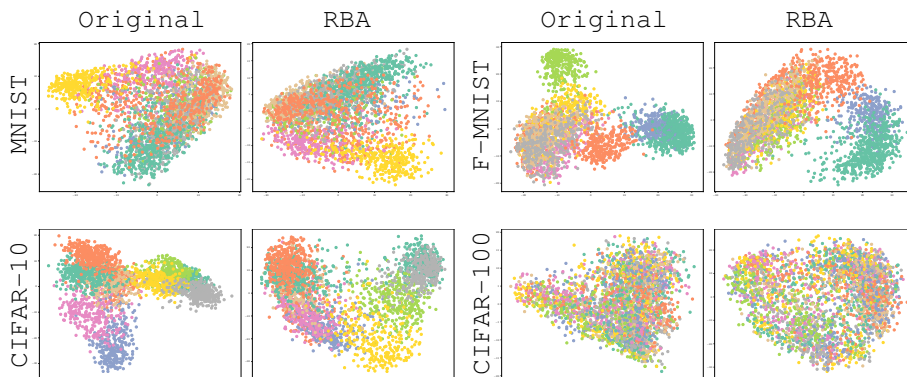 Original RBA Original RBA
MNIST
F-MNIST
CIFAR-10
CIFAR-100